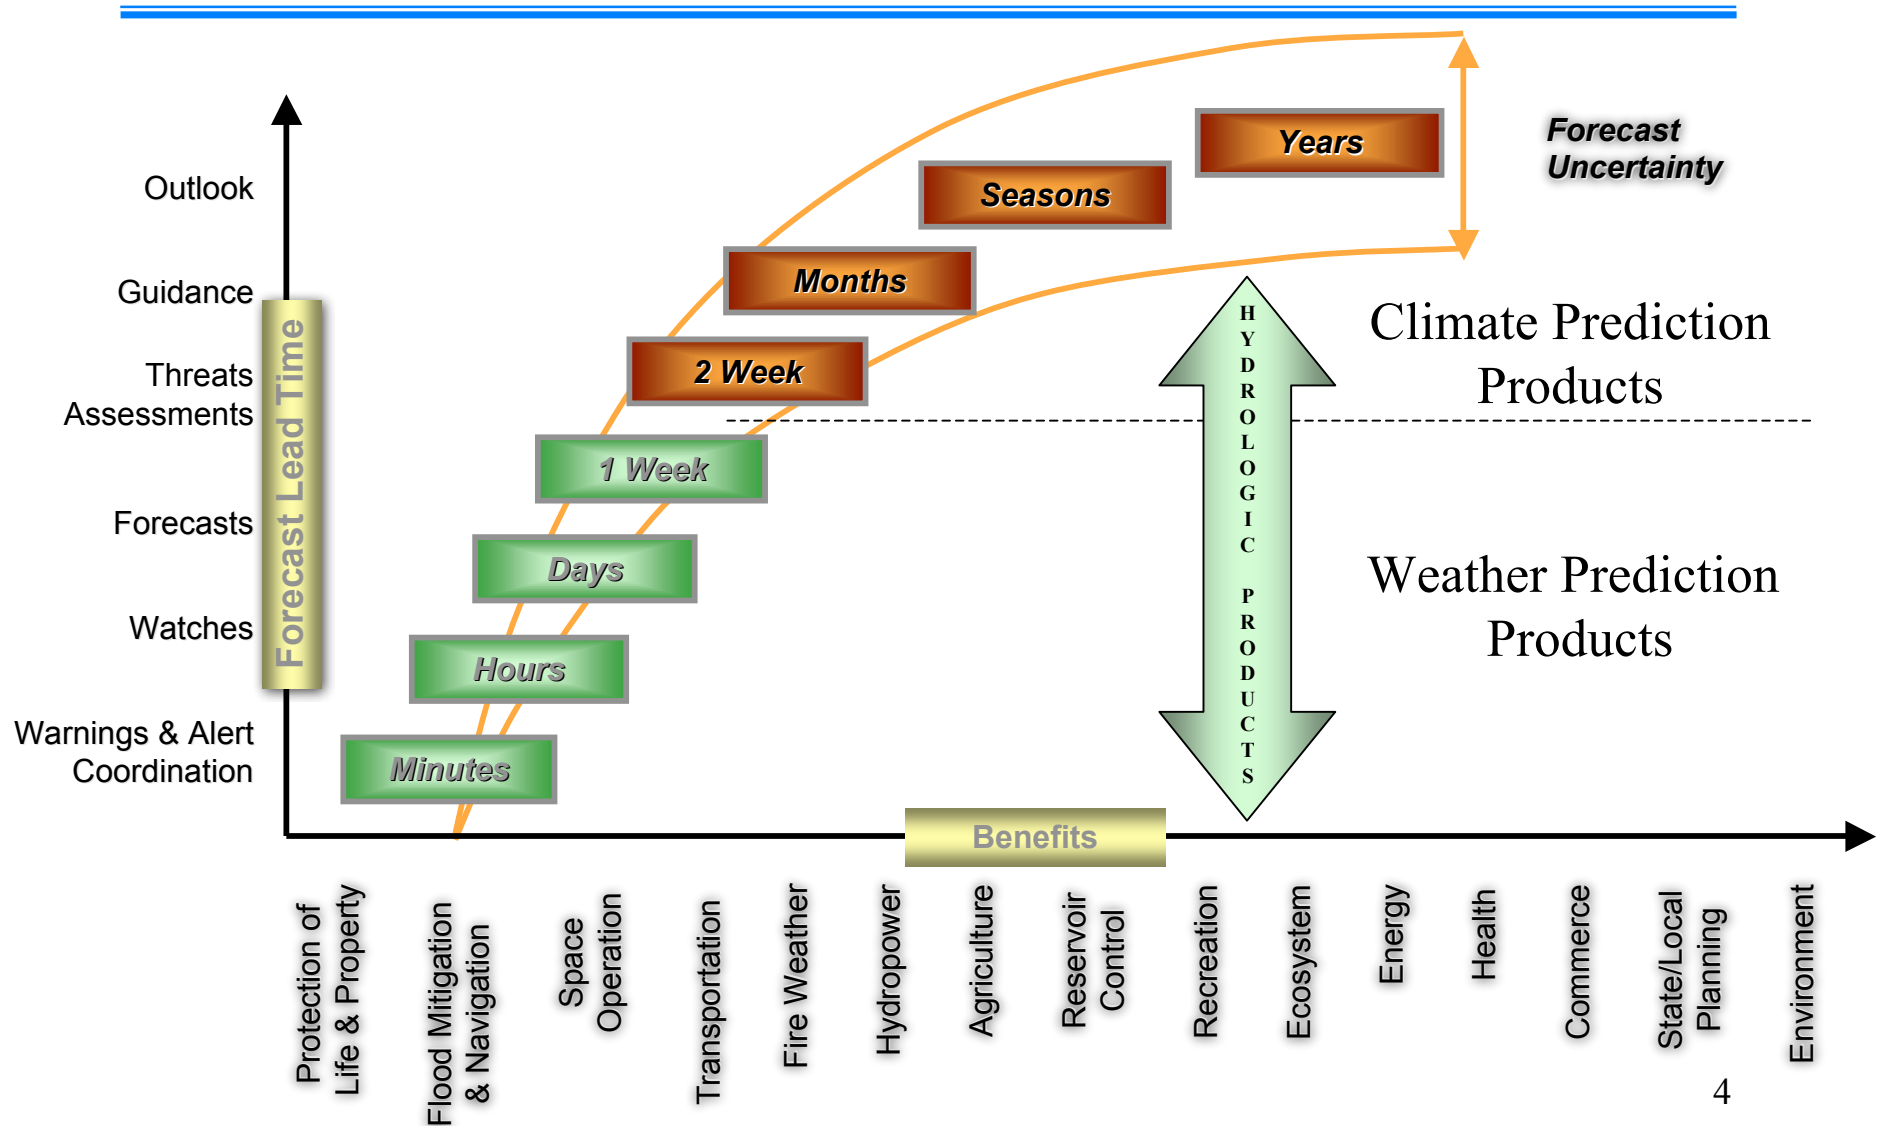 Outlook
Guidance
Threats
Assessments
Forecasts
Watches
Warnings & Alert
Coordination
Forecast Lead Time
Years
Seasons
Months
2 Week
1 Week
Days
Hours
Minutes
Forecast
Uncertainty
HYDROLOGIC PRODUCTS
Climate Prediction
Products
Weather Prediction
Products
Benefits
Protection of
Life & Property
Flood Mitigation
& Navigation
Space
Operation
Transportation
Fire Weather
Hydropower
Agriculture
Reservoir
Control
Recreation
Ecosystem
Energy
Health
Commerce
State/Local
Planning
Environment
4